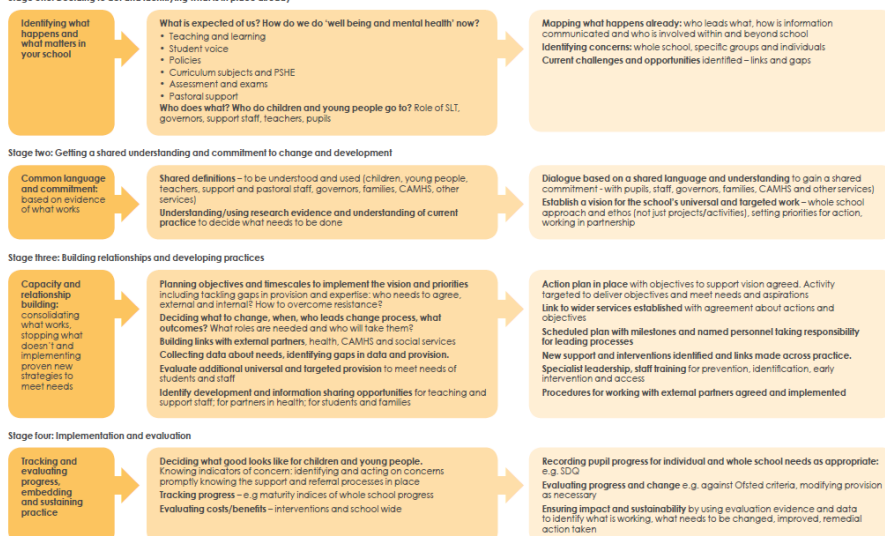 Identifying what
happens and
what matters in
your school
What is expected of us? How do we do ‘well being and mental health’ now?
• Teaching and learning
• Student voice
• Policies
• Curriculum subjects and PSHE
• Assessment and exams
• Pastoral support
Who does what? Who do children and young people go to? Role of SLT,
governors, support staff, teachers, pupils
Mapping what happens already: who leads what, how is information
communicated and who is involved within and beyond school
Identifying concerns: whole school, specific groups and individuals
Current challenges and opportunities identified – links and gaps
Stage two: Getting a shared understanding and commitment to change and development
Common language
and commitment:
based on evidence
of what works
Shared definitions – to be understood and used (children, young people,
teachers, support and pastoral staff, governors, families, CAMHS, other
services)
Understanding/using research evidence and understanding of current
practice to decide what needs to be done
Dialogue based on a shared language and understanding to gain a shared
commitment - with pupils, staff, governors, families, CAMHS and other services)
Establish a vision for the school’s universal and targeted work – whole school
approach and ethos (not just projects/activities), setting priorities for action,
working in partnership
Stage three: Building relationships and developing practices
Capacity and
relationship
building:
consolidating
what works,
stopping what
doesn’t and
implementing
proven new
strategies to
meet needs
Planning objectives and timescales to implement the vision and priorities
including tackling gaps in provision and expertise: who needs to agree,
external and internal? How to overcome resistance?
Deciding what to change, when, who leads change process, what
outcomes? What roles are needed and who will take them?
Building links with external partners, health, CAMHS and social services
Collecting data about needs, identifying gaps in data and provision.
Evaluate additional universal and targeted provision to meet needs of
students and staff
Identify development and information sharing opportunities for teaching and
support staff; for partners in health; for students and families
Action plan in place with objectives to support vision agreed. Activity
targeted to deliver objectives and meet needs and aspirations
Link to wider services established with agreement about actions and
objectives
Scheduled plan with milestones and named personnel taking responsibility
for leading processes
New support and interventions identified and links made across practice.
Specialist leadership, staff training for prevention, identification, early
intervention and access
Procedures for working with external partners agreed and implemented
Stage four: Implementation and evaluation
Tracking and
evaluating
progress,
embedding
and sustaining
practice
Deciding what good looks like for children and young people.
Knowing indicators of concern: identifying and acting on concerns
promptly knowing the support and referral processes in place
Tracking progress – e.g maturity indices of whole school progress
Evaluating costs/benefits – interventions and school wide
Recording pupil progress for individual and whole school needs as appropriate:
e.g. SDQ
Evaluating progress and change e.g. against Ofsted criteria, modifying provision
as necessary
Ensuring impact and sustainability by using evaluation evidence and data
to identify what is working, what needs to be changed, improved, remedial
action taken